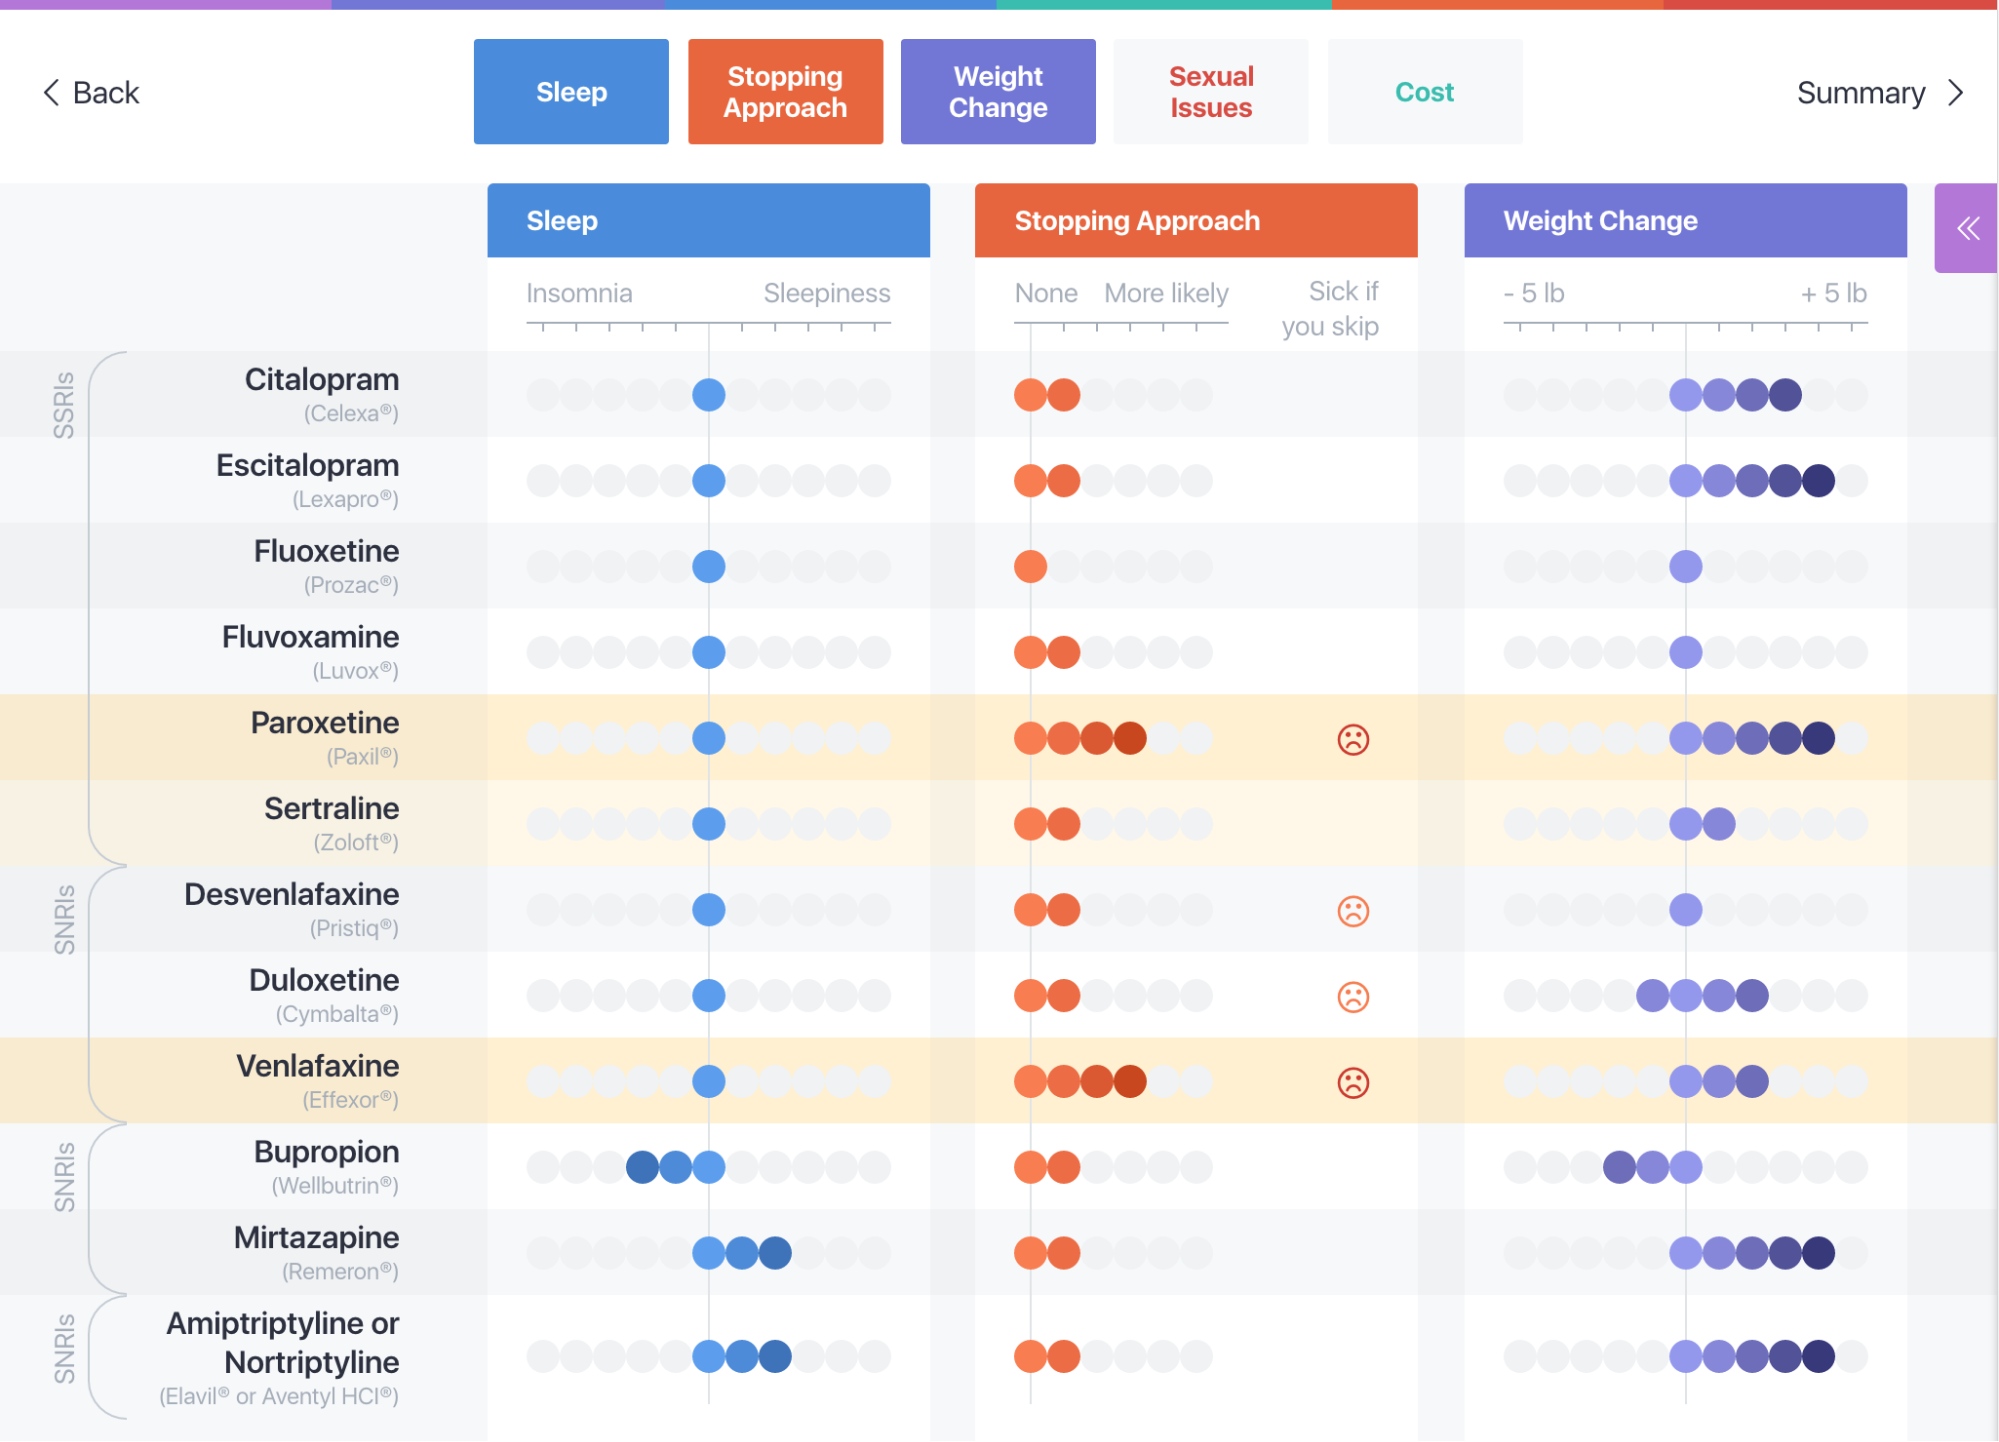 Back
Sleep
Stopping
Approach
Weight
Change
Sexual
Issues
Cost
Summary
Sleep
Stopping Approach
Weight Change
Insomnia Sleepiness
None More likely
Sick if
you skip
- 5 lb + 5 lb
SSRIs
Citalopram
(Celexa®)
Escitalopram
(Lexapro®)
Fluoxetine
(Prozac®)
Fluvoxamine
(Luvox®)
Paroxetine
(Paxil®)
Sertraline
(Zoloft®)
SNRIs
Desvenlafaxine
(Pristiq®)
Duloxetine
(Cymbalta®)
Venlafaxine
(Effexor®)
SNRIs
Bupropion
(Wellbutrin®)
Mirtazapine
(Remeron®)
SNRIs
Amiptriptyline or
Nortriptyline
(Elavil® or Aventyl HCl®)